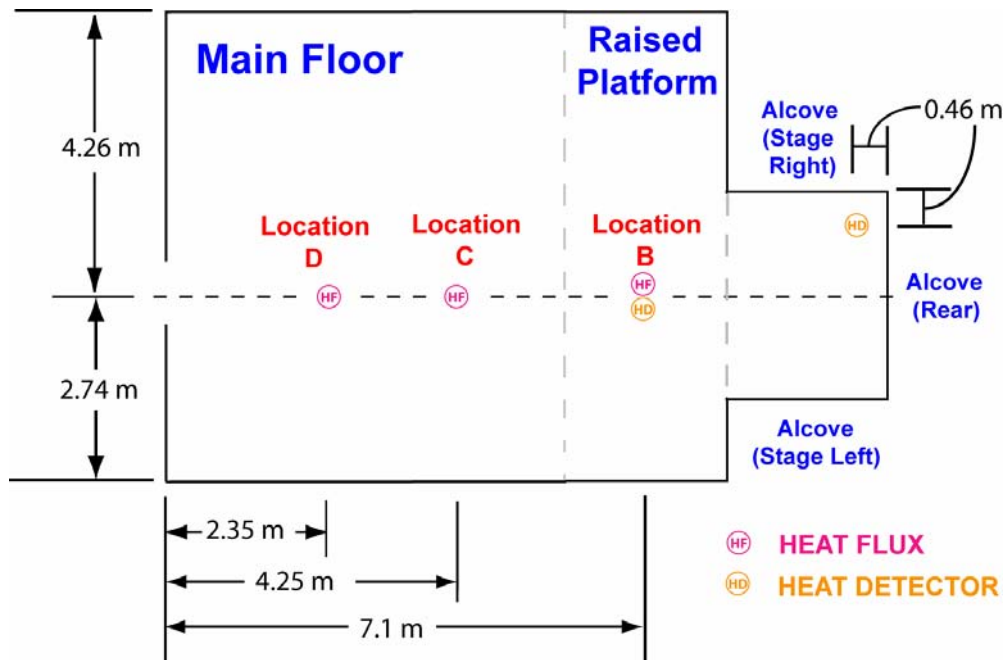 Main Floor
Raised
Platform
Alcove
(Stage
Right)
0.46 m
4.26 m
HD
Location
D
Location
C
Location
B
HF
HF
HF
HD
Alcove
(Rear)
2.74 m
Alcove
(Stage Left)
2.35 m
4.25 m
7.1 m
HF HEAT FLUX
HD HEAT DETECTOR